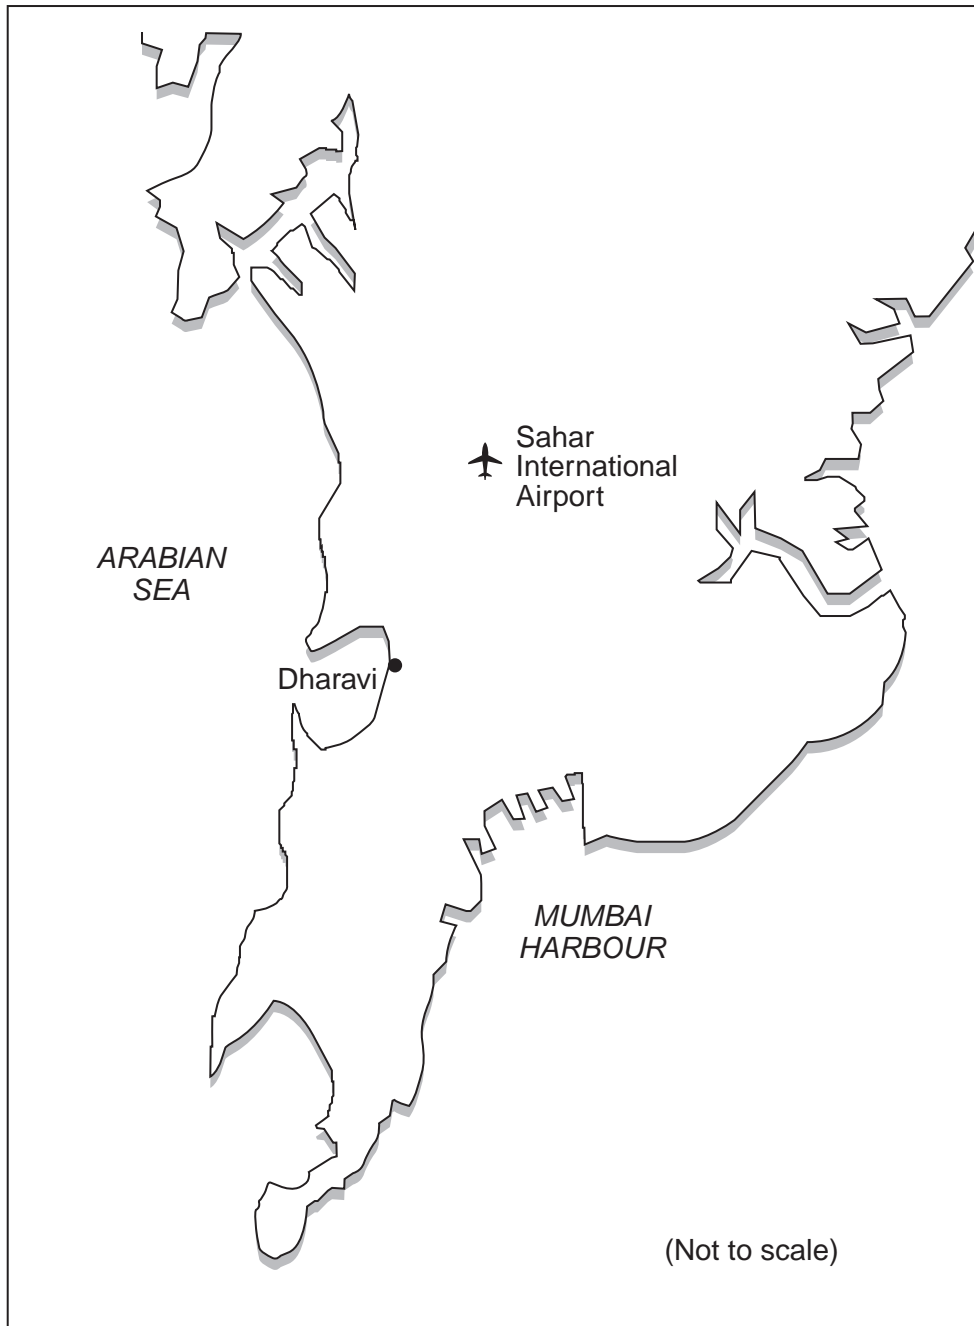 Sahar
International
Airport
ARABIAN
SEA
Dharavi
MUMBAI
HARBOUR
(Not to scale)